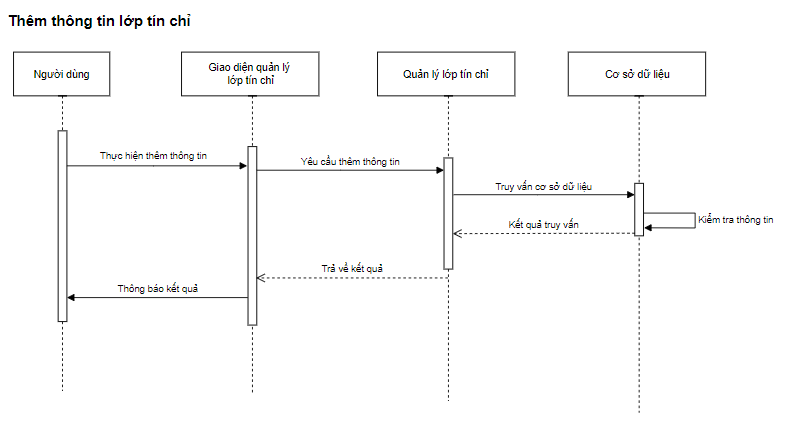 Thêm thông tin lớp tín chỉ
Người dùng
Giao diện quản lý
lớp tín chỉ
Quản lý lớp tín chỉ
Cơ sở dữ liệu
Thực hiện thêm thông tin
Yêu cầu thêm thông tin
Truy vấn cơ sở dữ liệu
Kiểm tra thông tin
Kết quả truy vấn
Trả về kết quả
Thông báo kết quả